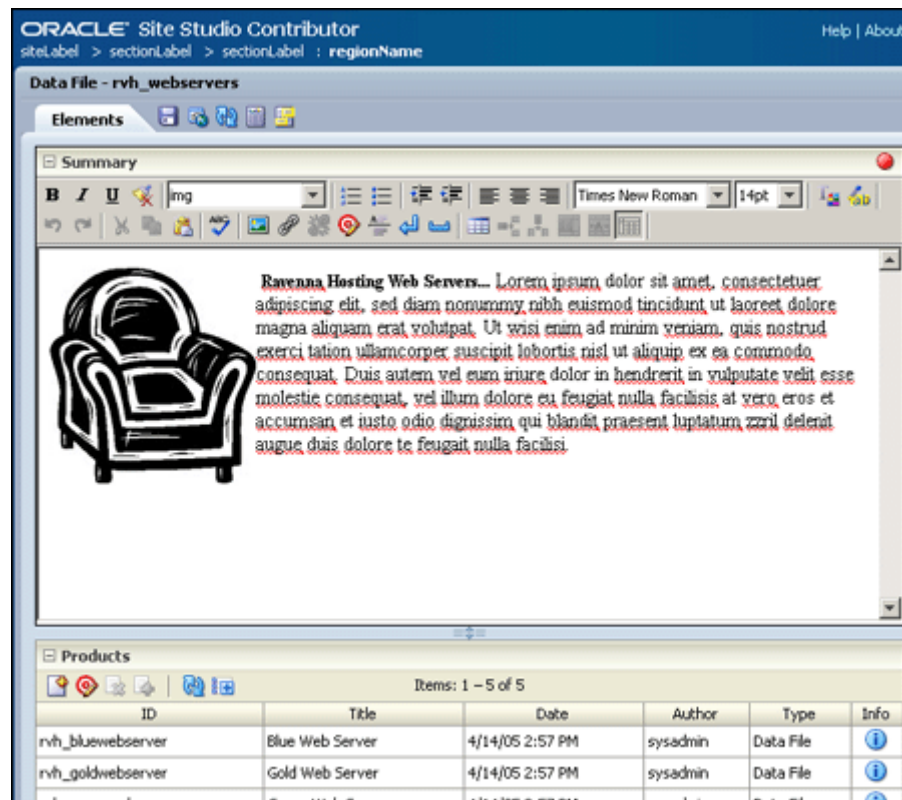 ORACLE Site Studio Contributor
Help | About
siteLabel > sectionLabel > sectionLabel : regionName
Data File - rvh_webservers
Elements
Summary
B I U img Times New Roman 14pt
ABC
Ravenna Hosting Web Servers... Lorem ipsum dolor sit amet, consectetuer
adipiscing elit, sed diam nonummy nibh euismod tincidunt ut laoreet dolore
magna aliquam erat volutpat. Ut wisi enim ad minim veniam, quis nostrud
exerci tation ullamcorper suscipit lobortis nisl ut aliquip ex ea commodo
consequat. Duis autem vel eum iriure dolor in hendrerit in vulputate velit esse
molestie consequat, vel illum dolore eu feugiat nulla facilisis at vero eros et
accumsan et iusto odio dignissim qui blandit praesent luptatum zzril delenit
augue duis dolore te feugait nulla facilisi.
Products
Items: 1 – 5 of 5
ID Title Date Author Type Info
rvh_bluewebserver Blue Web Server 4/14/05 2:57 PM sysadmin Data File
rvh_goldwebserver Gold Web Server 4/14/05 2:57 PM sysadmin Data File